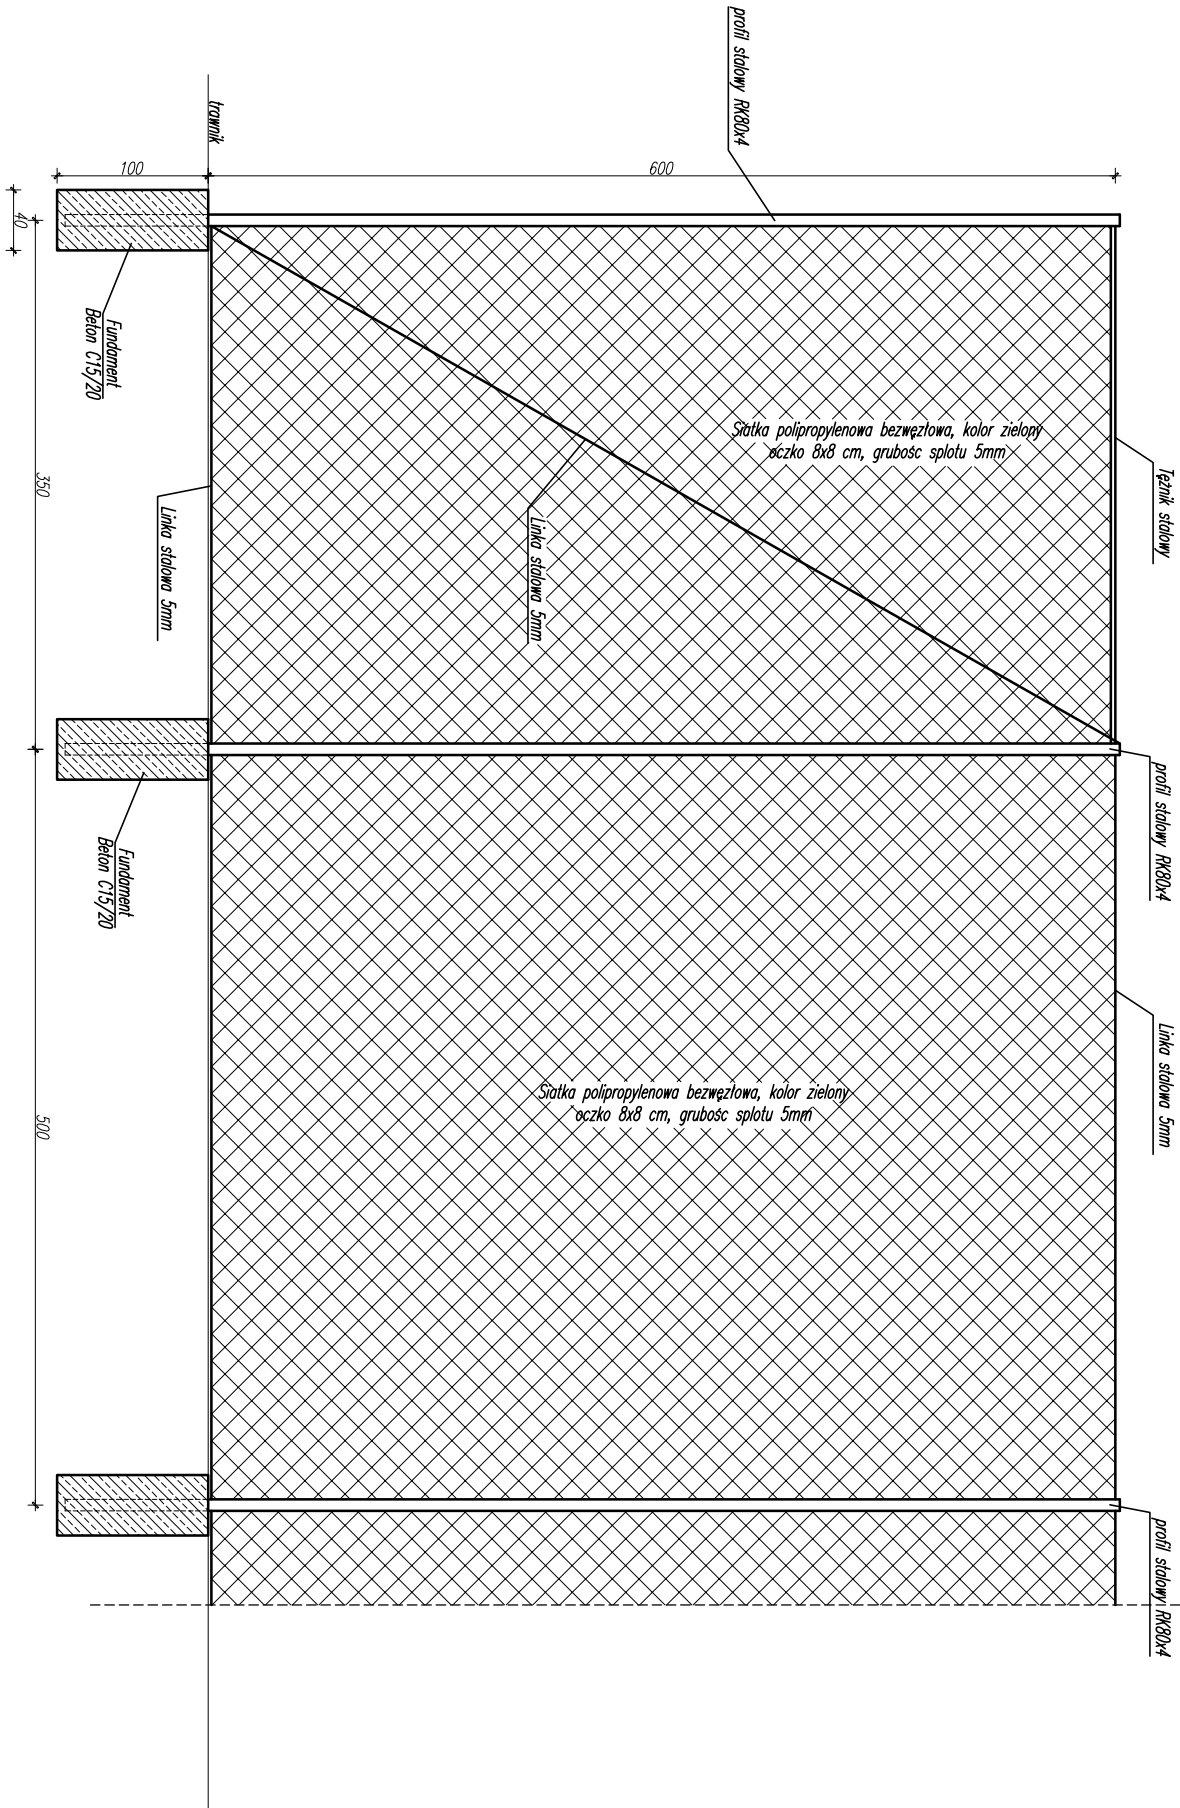 profil stalowy RK80x4
trawnik
100
600
40
Fundament
Beton C15/20
350
Linka stalowa 5mm
Linka stalowa 5mm
Siatka polipropylenowa bezwęzłowa, kolor zielony
oczko 8x8 cm, grubośc splotu 5mm
Tężnik stalowy
profil stalowy RK80x4
Fundament
Beton C15/20
500
Siatka polipropylenowa bezwęzłowa, kolor zielony
oczko 8x8 cm, grubośc splotu 5mm
Linka stalowa 5mm
profil stalowy RK80x4